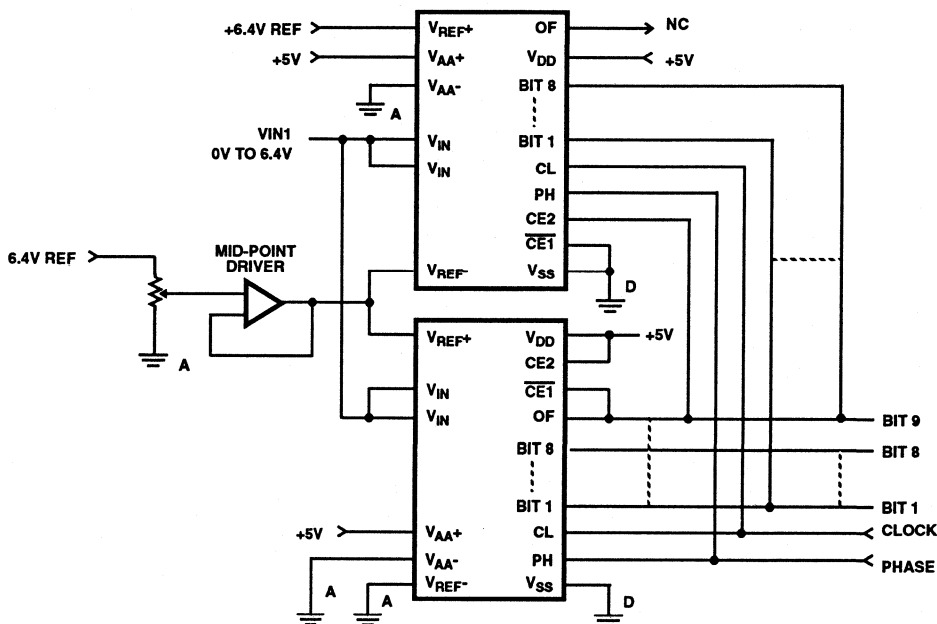 +6.4V REF
+5V
A
VIN1
0V TO 6.4V
VREF+
VAA+
VAA-
VIN
VIN
VREF-
OF
VDD
BIT 8
BIT 1
CL
PH
CE2
CE1
VSS
NC
+5V
D
6.4V REF
MID-POINT
DRIVER
A
VREF+
VIN
VIN
VAA+
VAA-
VREF-
VDD
CE2
CE1
OF
BIT 8
BIT 1
CL
PH
VSS
+5V
+5V
A
A
D
BIT 9
BIT 8
BIT 1
CLOCK
PHASE